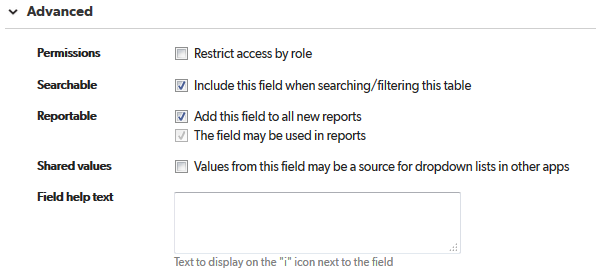 Advanced
Permissions Restrict access by role
Searchable Include this field when searching/filtering this table
Reportable Add this field to all new reports
The field may be used in reports
Shared values Values from this field may be a source for dropdown lists in other apps
Field help text
Text to display on the "i" icon next to the field